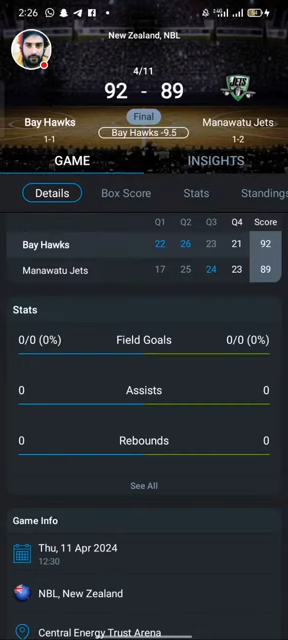 2:26
New Zealand, NBL
4/11
92 - 89
JETS
Final
Bay Hawks
Manawatu Jets
Bay Hawks -9.5
1-1
1-2
GAME INSIGHTS
Details Box Score Stats Standings
Q1 Q2 Q3 Q4 Score
Bay Hawks 22 26 23 21 92
Manawatu Jets 17 25 24 23 89
Stats
0/0 (0%) Field Goals 0/0 (0%)
0 Assists 0
0 Rebounds 0
See All
Game Info
Thu, 11 Apr 2024
12:30
NBL, New Zealand
Central Energy Trust Arena